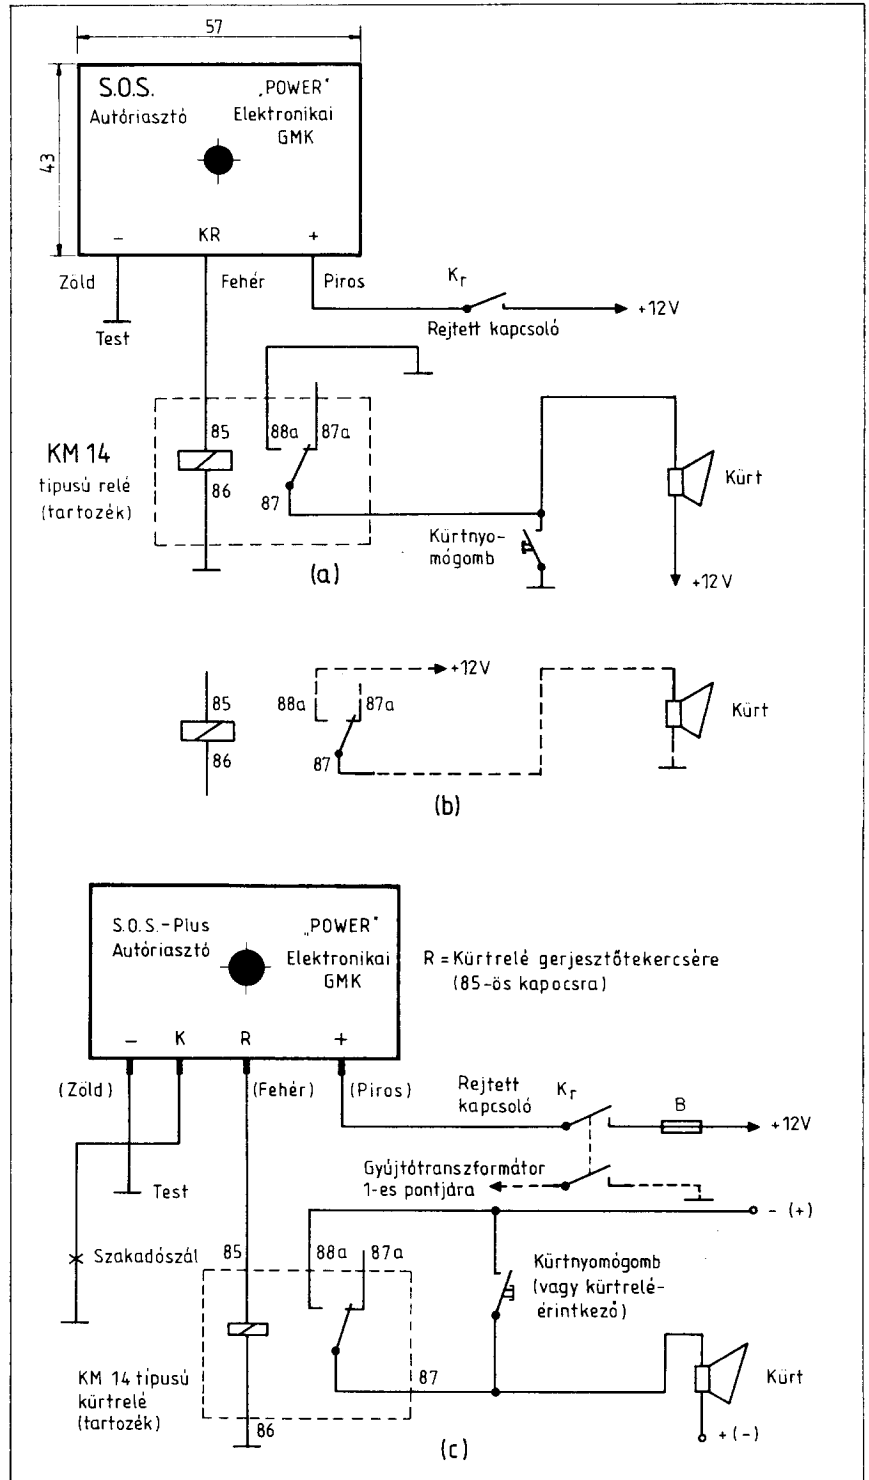 57
43
S.O.S.
Autóriasztó
„POWER"
Elektronikai
GMK
–
KR
+
Zöld
Fehér
Piros
Test
Kr
Rejtett kapcsoló
+12V
KM 14
tipusú relé
(tartozék)
85
86
88a
87a
87
Kürtnyo-
mógomb
Kürt
+12V
(a)
85
86
88a
87a
87
+12V
Kürt
(b)
S.O.S.-Plus
Autóriasztó
„POWER"
Elektronikai
GMK
R = Kürtrelé gerjesztőtekercsére
(85-ös kapocsra)
–
K
R
+
(Zöld)
(Fehér)
(Piros)
Rejtett
kapcsoló
Kr
B
+12V
Test
Gyújtótranszformátor
1-es pontjára
- (+)
Szakadószál
85
88a
87a
Kürtnyomógomb
(vagy kürtrelé-
érintkező)
87
KM 14 típusú
kürtrelé
(tartozék)
86
Kürt
+ (-)
(c)